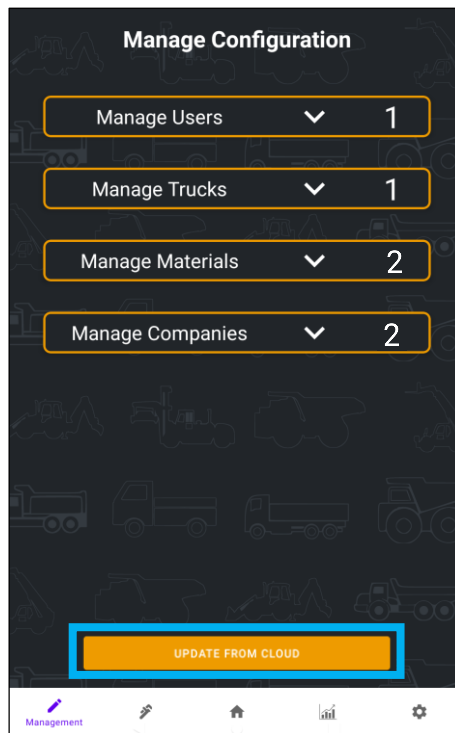 Manage Configuration
Manage Users 1
Manage Trucks 1
Manage Materials 2
Manage Companies 2
UPDATE FROM CLOUD
Management